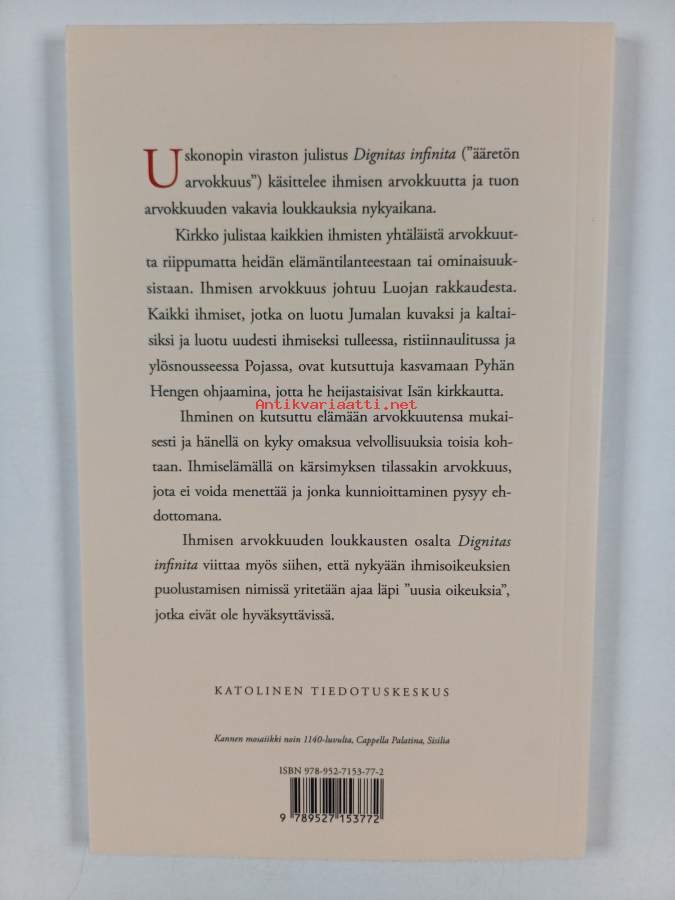 Uskonopin viraston julistus Dignitas infinita (”ääretön
arvokkuus”) käsittelee ihmisen arvokkuutta ja tuon
arvokkuuden vakavia loukkauksia nykyaikana.
Kirkko julistaa kaikkien ihmisten yhtäläistä arvokkuut-
ta riippumatta heidän elämäntilanteestaan tai ominaisuuk-
sistaan. Ihmisen arvokkuus johtuu Luojan rakkaudesta.
Kaikki ihmiset, jotka on luotu Jumalan kuvaksi ja kaltai-
siksi ja luotu uudesti ihmiseksi tulleessa, ristiinnaulitussa ja
ylösnousseessa Pojassa, ovat kutsuttuja kasvamaan Pyhän
Hengen ohjaamina, jotta he heijastaisivat Isän kirkkautta.
Antikvariaatti.net
Ihminen on kutsuttu elämään arvokkuutensa mukai-
sesti ja hänellä on kyky omaksua velvollisuuksia toisia koh-
taan. Ihmiselämällä on kärsimyksen tilassakin arvokkuus,
jota ei voida menettää ja jonka kunnioittaminen pysyy eh-
dottomana.
Ihmisen arvokkuuden loukkausten osalta Dignitas
infinita viittaa myös siihen, että nykyään ihmisoikeuksien
puolustamisen nimissä yritetään ajaa läpi ”uusia oikeuksia”,
jotka eivät ole hyväksyttävissä.
KATOLINEN TIEDOTUSKESKUS
Kannen mosaiikki noin 1140-luvulta, Cappella Palatina, Sisilia
ISBN 978-952-7153-77-2
9 789527 153772